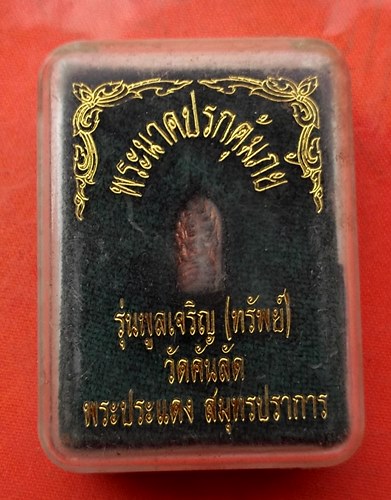 พระนาคปรกคุ้มภัย
รุ่นพูลเจริญ (ทรัพย์)
วัดคันลัด
พระประแดง สมุทรปราการ